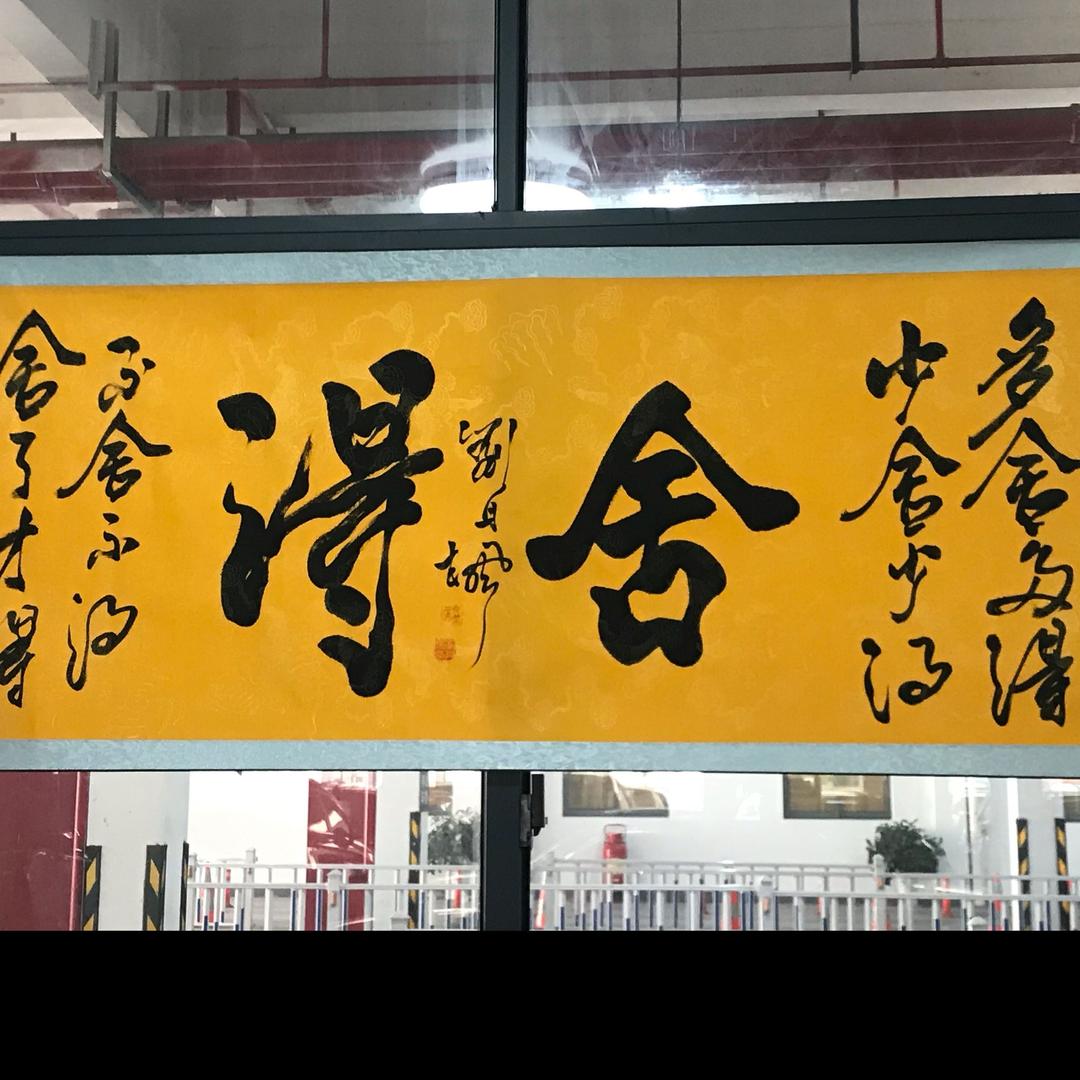 多舍多得
少舍少得
舍
得
不舍不得
舍了才得